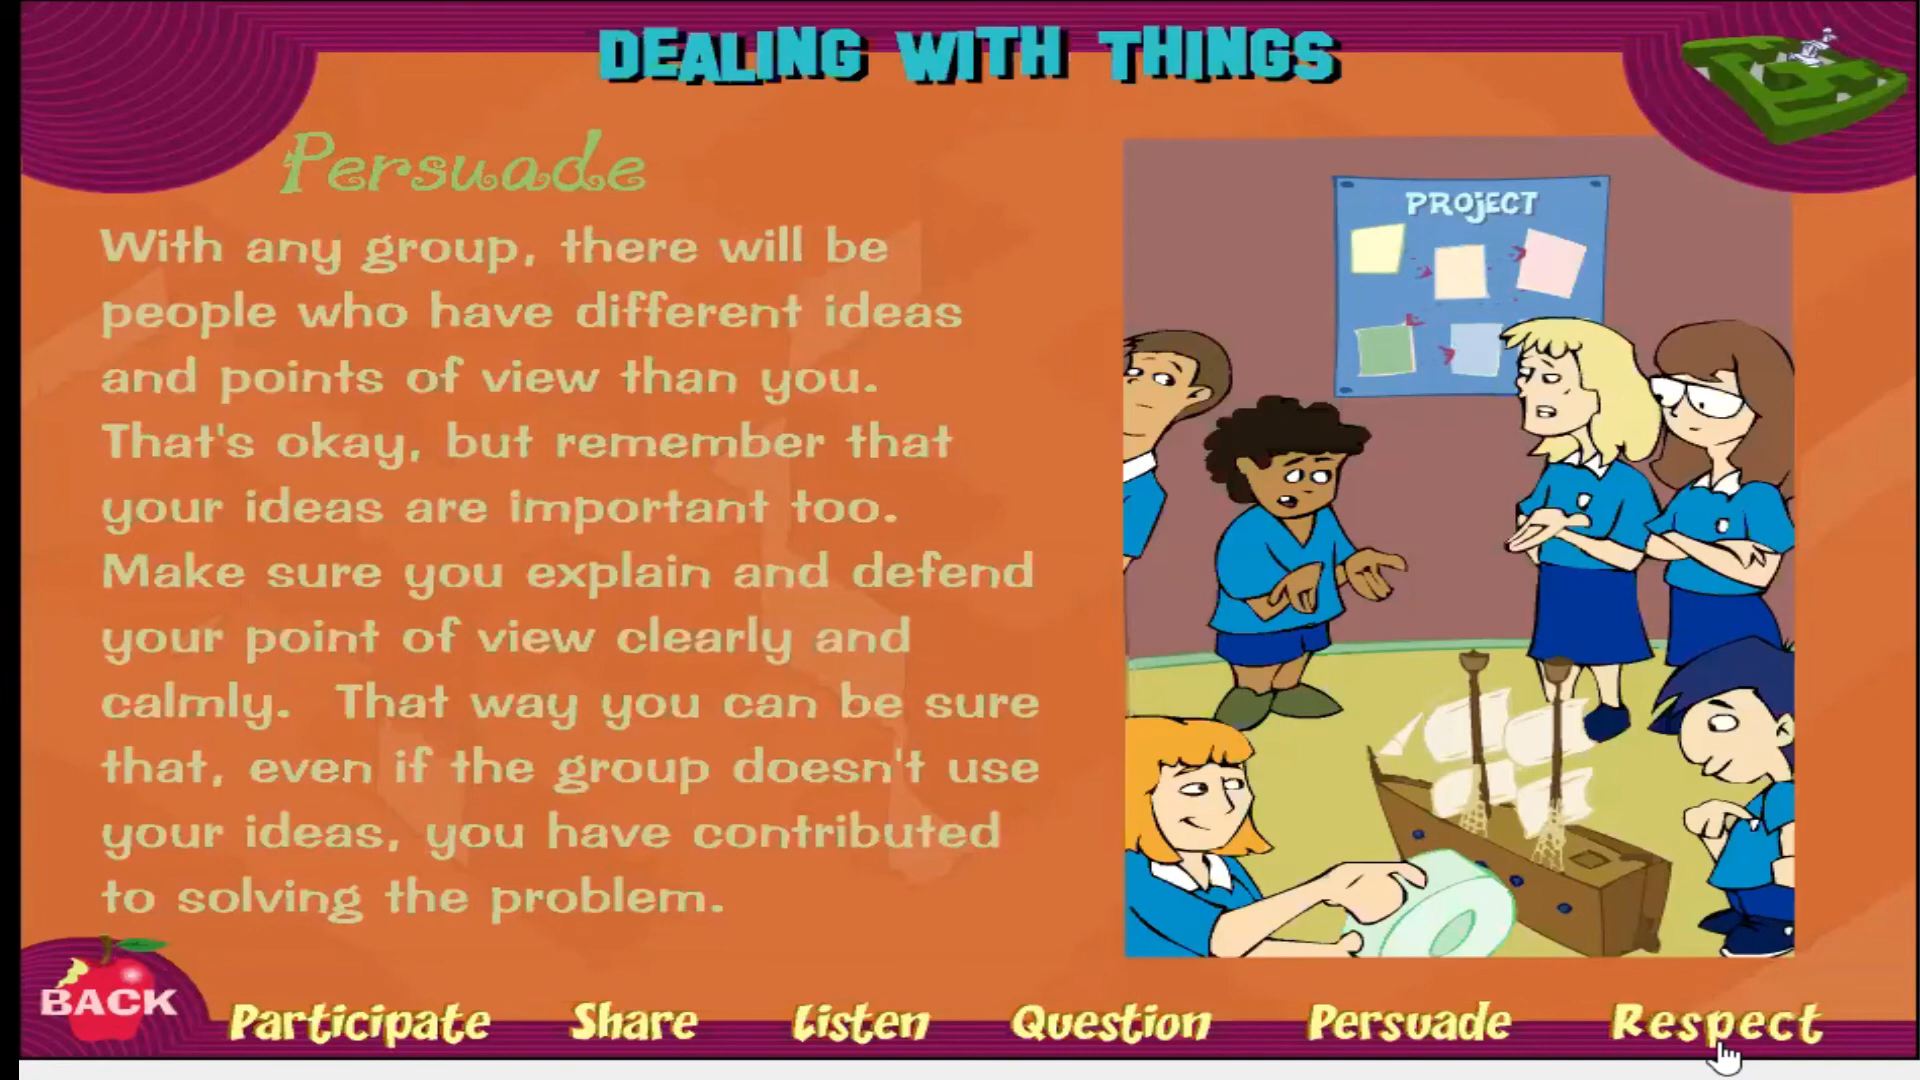 DEALING WITH THINGS
Persuade
With any group, there will be
people who have different ideas
and points of view than you.
That's okay, but remember that
your ideas are important too.
Make sure you explain and defend
your point of view clearly and
calmly. That way you can be sure
that, even if the group doesn't use
your ideas, you have contributed
to solving the problem.
PROJECT
BACK
Participate Share Listen Question Persuade Respect